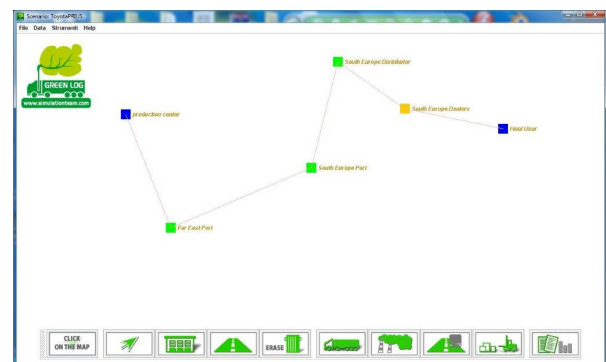 Scenario: ToyotaPRIUS
File Data Strumenti Help
GREEN LOG
www.simulationteam.com
South Europe Distributor
production center
South Europe Dealers
Final User
South Europe Port
Far East Port
CLICK
ON THE MAP
ERASE